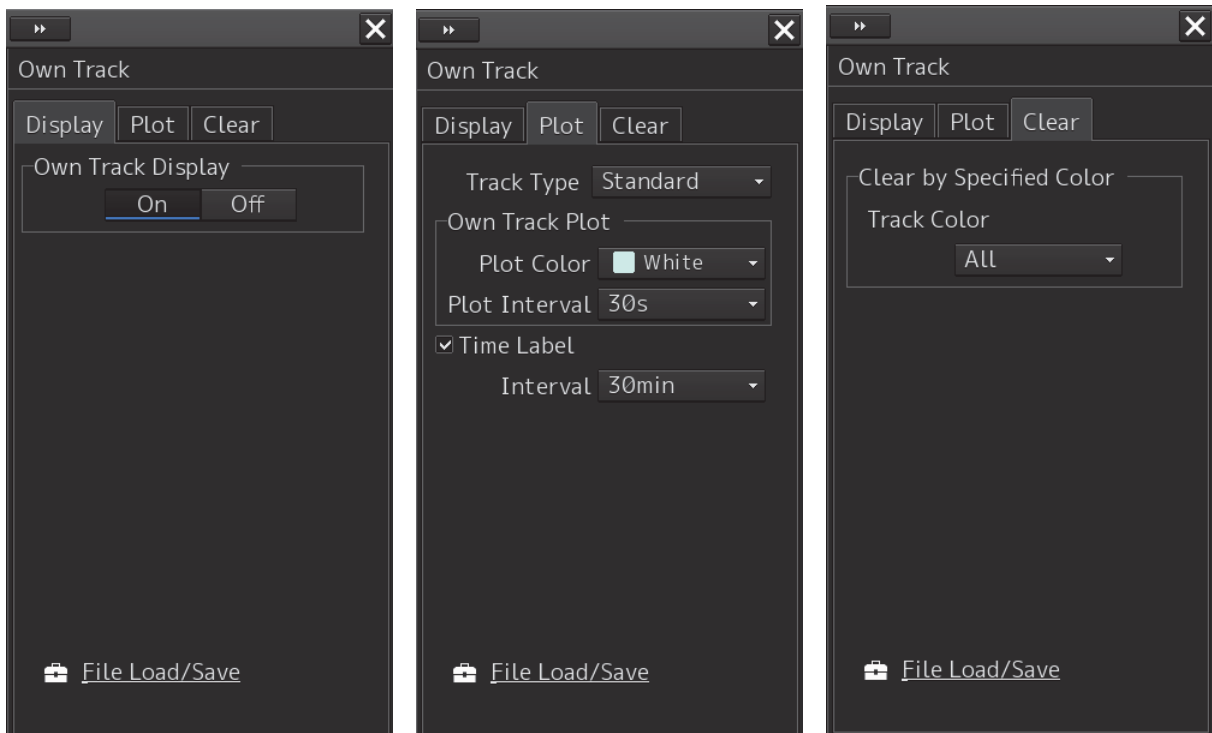 Own Track
Display Plot Clear
Own Track Display
On Off
File Load/Save
Own Track
Display Plot Clear
Track Type Standard
Own Track Plot
Plot Color White
Plot Interval 30s
Time Label
Interval 30min
File Load/Save
Own Track
Display Plot Clear
Clear by Specified Color
Track Color
All
File Load/Save